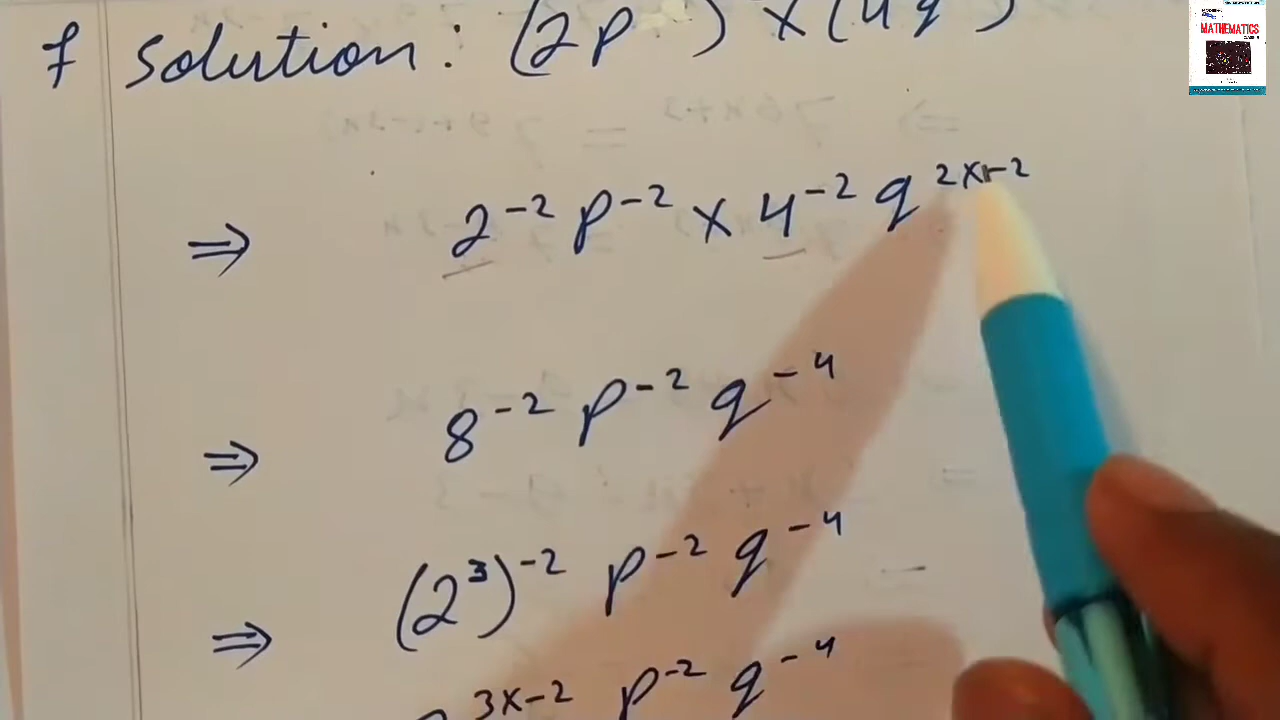 f Solution: (2p ) × (4q )
⇒ 2⁻² p⁻² × 4⁻² q²ˣ⁻²
⇒ 8⁻² p⁻² q⁻⁴
⇒ (2³)⁻² p⁻² q⁻⁴
3×-2 p⁻² q⁻⁴
MATHEMATICS